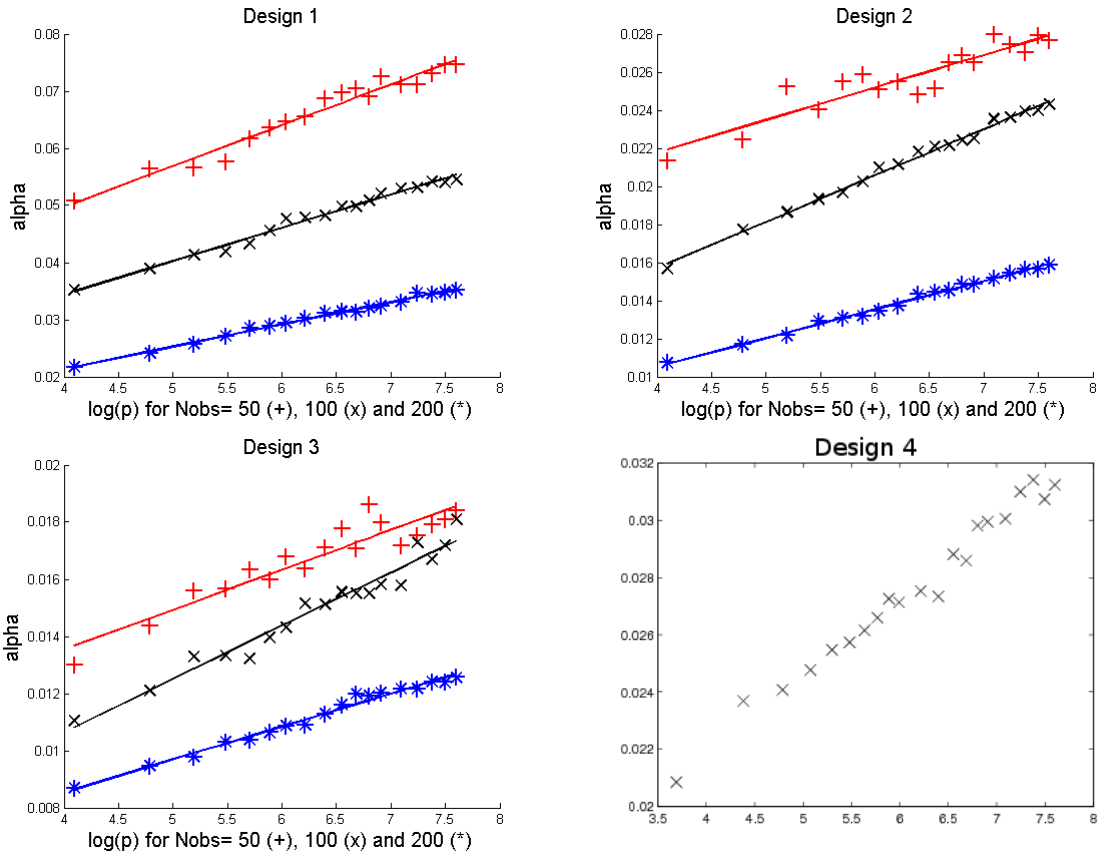 Design 1
0.08
0.07
0.06
0.05
0.04
0.03
0.02
alpha
4 4.5 5 5.5 6 6.5 7 7.5 8
log(p) for Nobs= 50 (+), 100 (x) and 200 (*)
Design 2
0.028
0.026
0.024
0.022
0.02
0.018
0.016
0.014
0.012
0.01
alpha
4 4.5 5 5.5 6 6.5 7 7.5 8
log(p) for Nobs= 50 (+), 100 (x) and 200 (*)
Design 3
0.02
0.018
0.016
0.014
0.012
0.01
0.008
alpha
4 4.5 5 5.5 6 6.5 7 7.5 8
log(p) for Nobs= 50 (+), 100 (x) and 200 (*)
Design 4
0.032
0.03
0.028
0.026
0.024
0.022
0.02
3.5 4 4.5 5 5.5 6 6.5 7 7.5 8